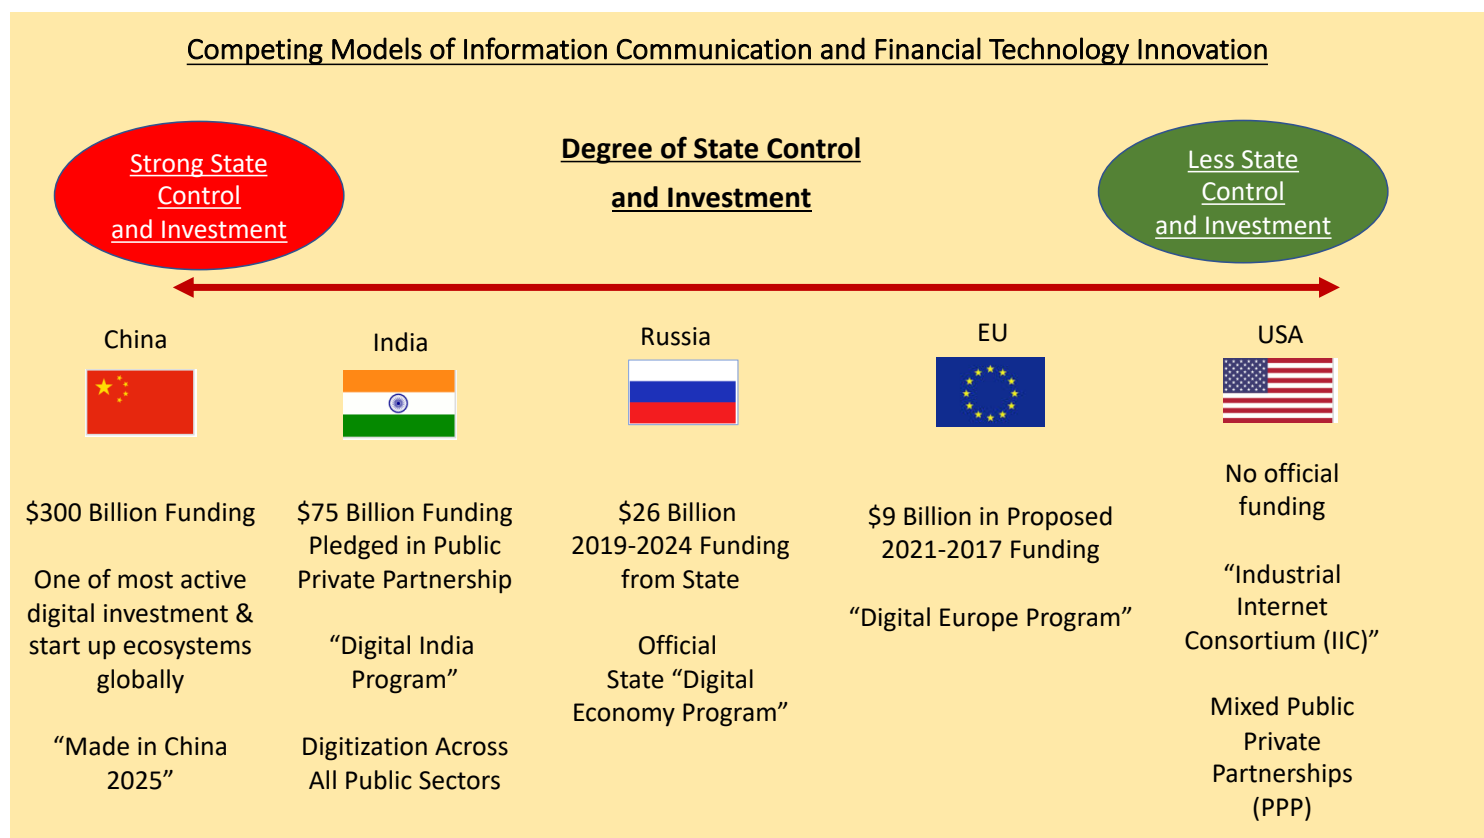 Competing Models of Information Communication and Financial Technology Innovation
Strong State
Control
and Investment
Degree of State Control
and Investment
Less State
Control
and Investment
China
$300 Billion Funding
One of most active
digital investment &
start up ecosystems
globally
“Made in China
2025”
India
$75 Billion Funding
Pledged in Public
Private Partnership
“Digital India
Program”
Digitization Across
All Public Sectors
Russia
$26 Billion
2019-2024 Funding
from State
Official
State “Digital
Economy Program”
EU
$9 Billion in Proposed
2021-2017 Funding
“Digital Europe Program”
USA
No official
funding
“Industrial
Internet
Consortium (IIC)”
Mixed Public
Private
Partnerships
(PPP)